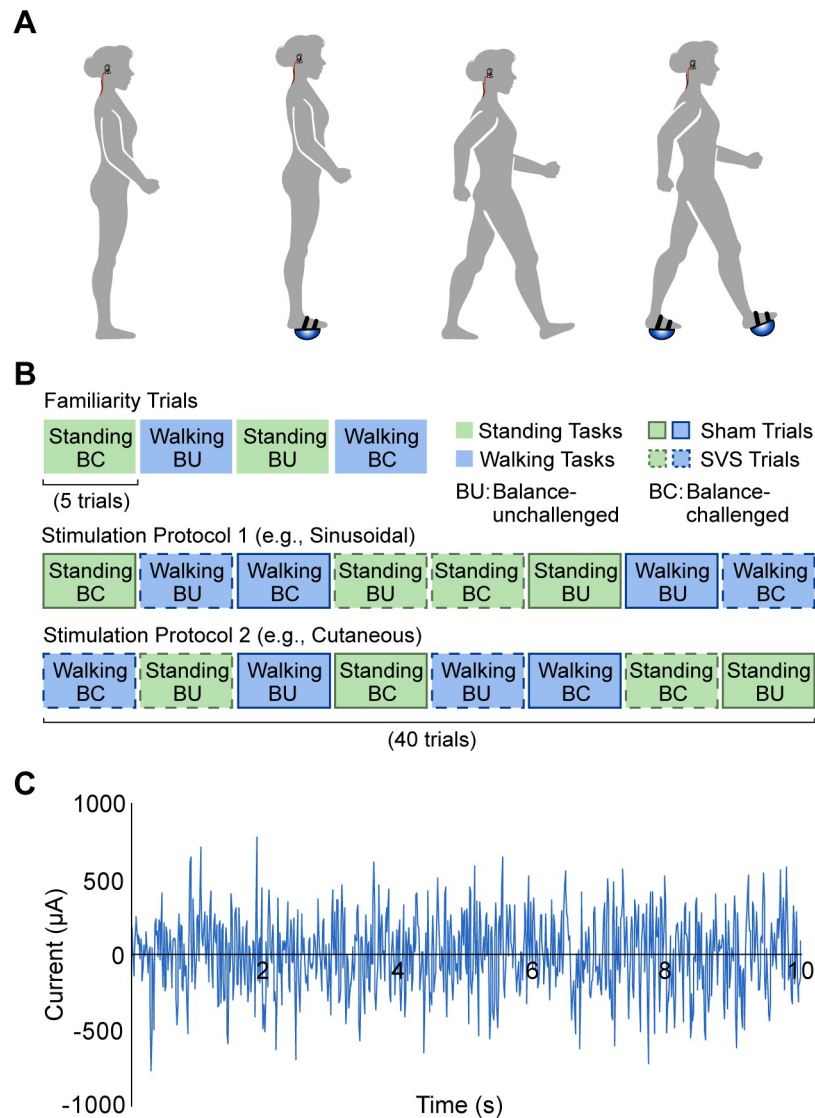 A
B
Familiarity Trials
Standing BC
Walking BU
Standing BU
Walking BC
(5 trials)
Standing Tasks
Walking Tasks
Sham Trials
SVS Trials
BU: Balance-
unchallenged
BC: Balance-
challenged
Stimulation Protocol 1 (e.g., Sinusoidal)
Standing BC
Walking BU
Walking BC
Standing BU
Standing BC
Standing BU
Walking BU
Walking BC
Stimulation Protocol 2 (e.g., Cutaneous)
Walking BC
Standing BU
Walking BU
Standing BC
Walking BU
Walking BC
Standing BC
Standing BU
(40 trials)
C
1000
500
0
-500
-1000
Current (µA)
2
4
6
8
10
Time (s)